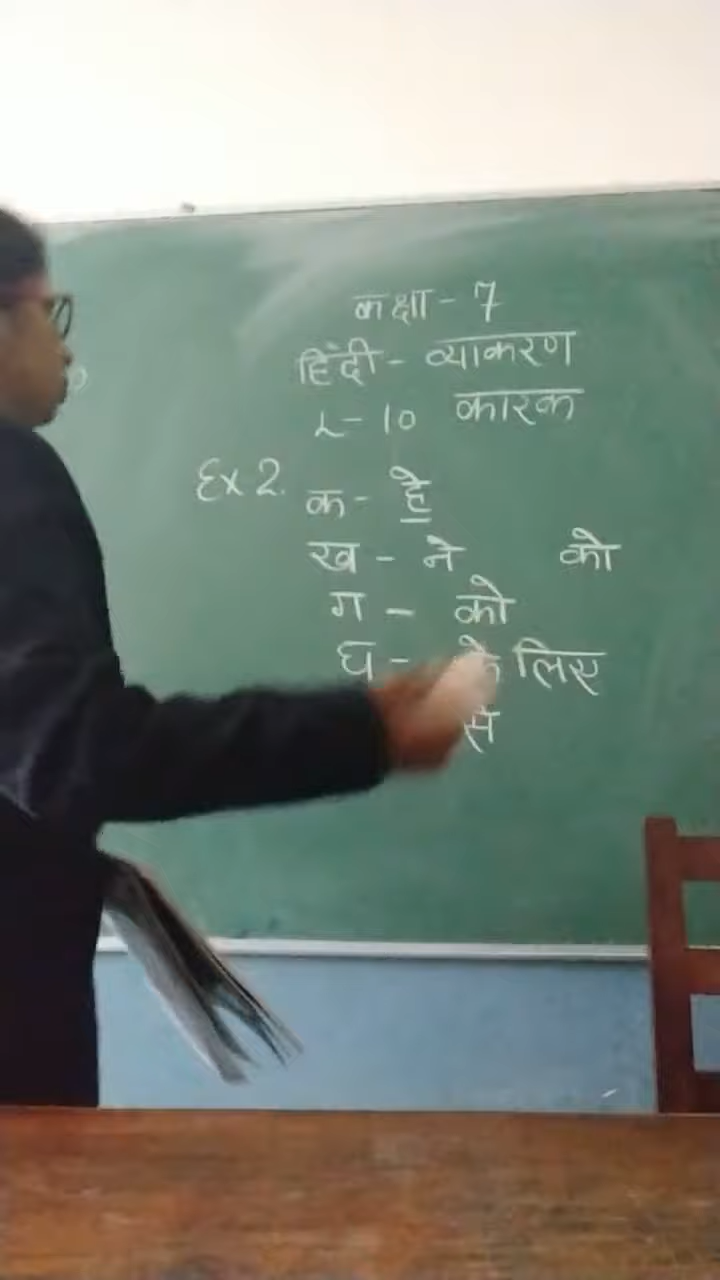 कक्षा - 7
हिंदी - व्याकरण
L - 10 कारक
Ex 2. क - हे
ख - ने को
ग - को
घ - के लिए
से